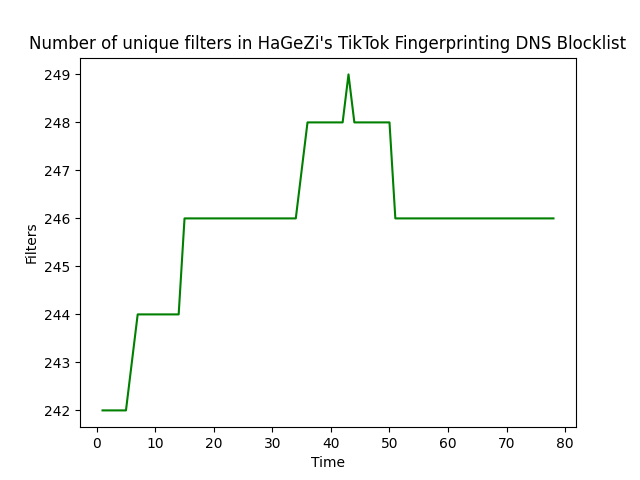 Number of unique filters in HaGeZi's TikTok Fingerprinting DNS Blocklist
249
248
247
246
245
244
243
242
Filters
0 10 20 30 40 50 60 70 80
Time